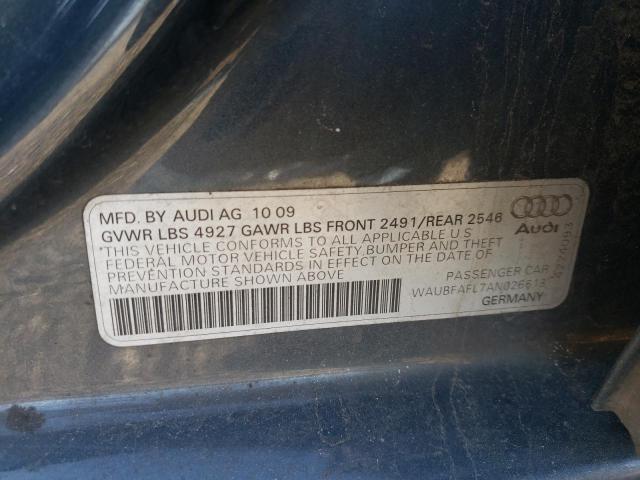 MFD. BY AUDI AG 10 09
GVWR LBS 4927 GAWR LBS FRONT 2491/REAR 2546
"THIS VEHICLE CONFORMS TO ALL APPLICABLE U S
FEDERAL MOTOR VEHICLE SAFETY, BUMPER AND THEFT
PREVENTION STANDARDS IN EFFECT ON THE DATE OF
MANUFACTURE SHOWN ABOVE
Audi
PASSENGER CAR
WAUBFAFL7AN026613
GERMANY